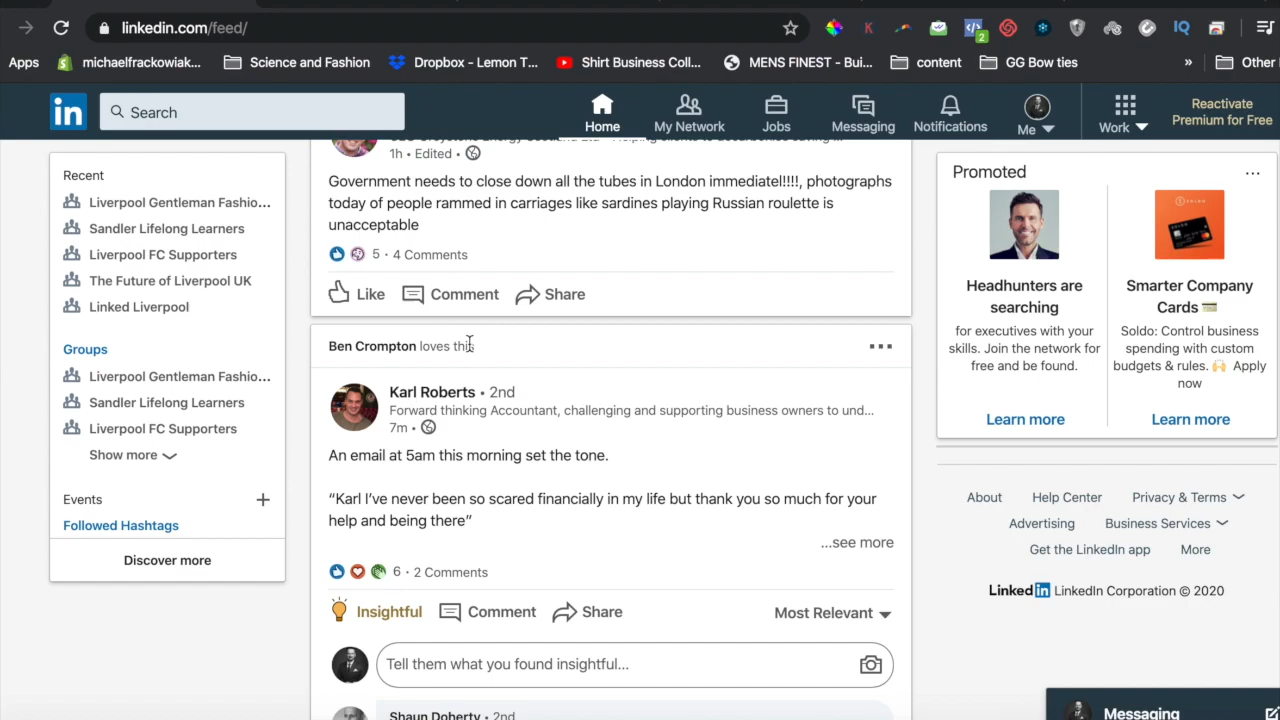 linkedin.com/feed/
2
Apps
michaelfrackowiak...
Science and Fashion
Dropbox - Lemon T...
Shirt Business Coll...
MENS FINEST - Bui...
content
GG Bow ties
»
Other
in
Search
Home
My Network
Jobs
Messaging
Notifications
Me
Work
Reactivate
Premium for Free
Recent
Liverpool Gentleman Fashio...
Sandler Lifelong Learners
Liverpool FC Supporters
The Future of Liverpool UK
Linked Liverpool
Groups
Liverpool Gentleman Fashio...
Sandler Lifelong Learners
Liverpool FC Supporters
Show more
Events +
Followed Hashtags
Discover more
1h • Edited •
Government needs to close down all the tubes in London immediatel!!!!, photographs
today of people rammed in carriages like sardines playing Russian roulette is
unacceptable
5 · 4 Comments
Like Comment Share
Ben Crompton loves this
Karl Roberts • 2nd
Forward thinking Accountant, challenging and supporting business owners to und...
7m •
An email at 5am this morning set the tone.
“Karl I’ve never been so scared financially in my life but thank you so much for your
help and being there”
...see more
6 · 2 Comments
Insightful Comment Share Most Relevant
Tell them what you found insightful...
Shaun Doherty • 2nd
Promoted
Headhunters are
searching
for executives with your
skills. Join the network for
free and be found.
Learn more
SOLDO
Smarter Company
Cards
Soldo: Control business
spending with custom
budgets & rules. 🙌 Apply
now
Learn more
About Help Center Privacy & Terms
Advertising Business Services
Get the LinkedIn app More
Linked in LinkedIn Corporation © 2020
Messaging